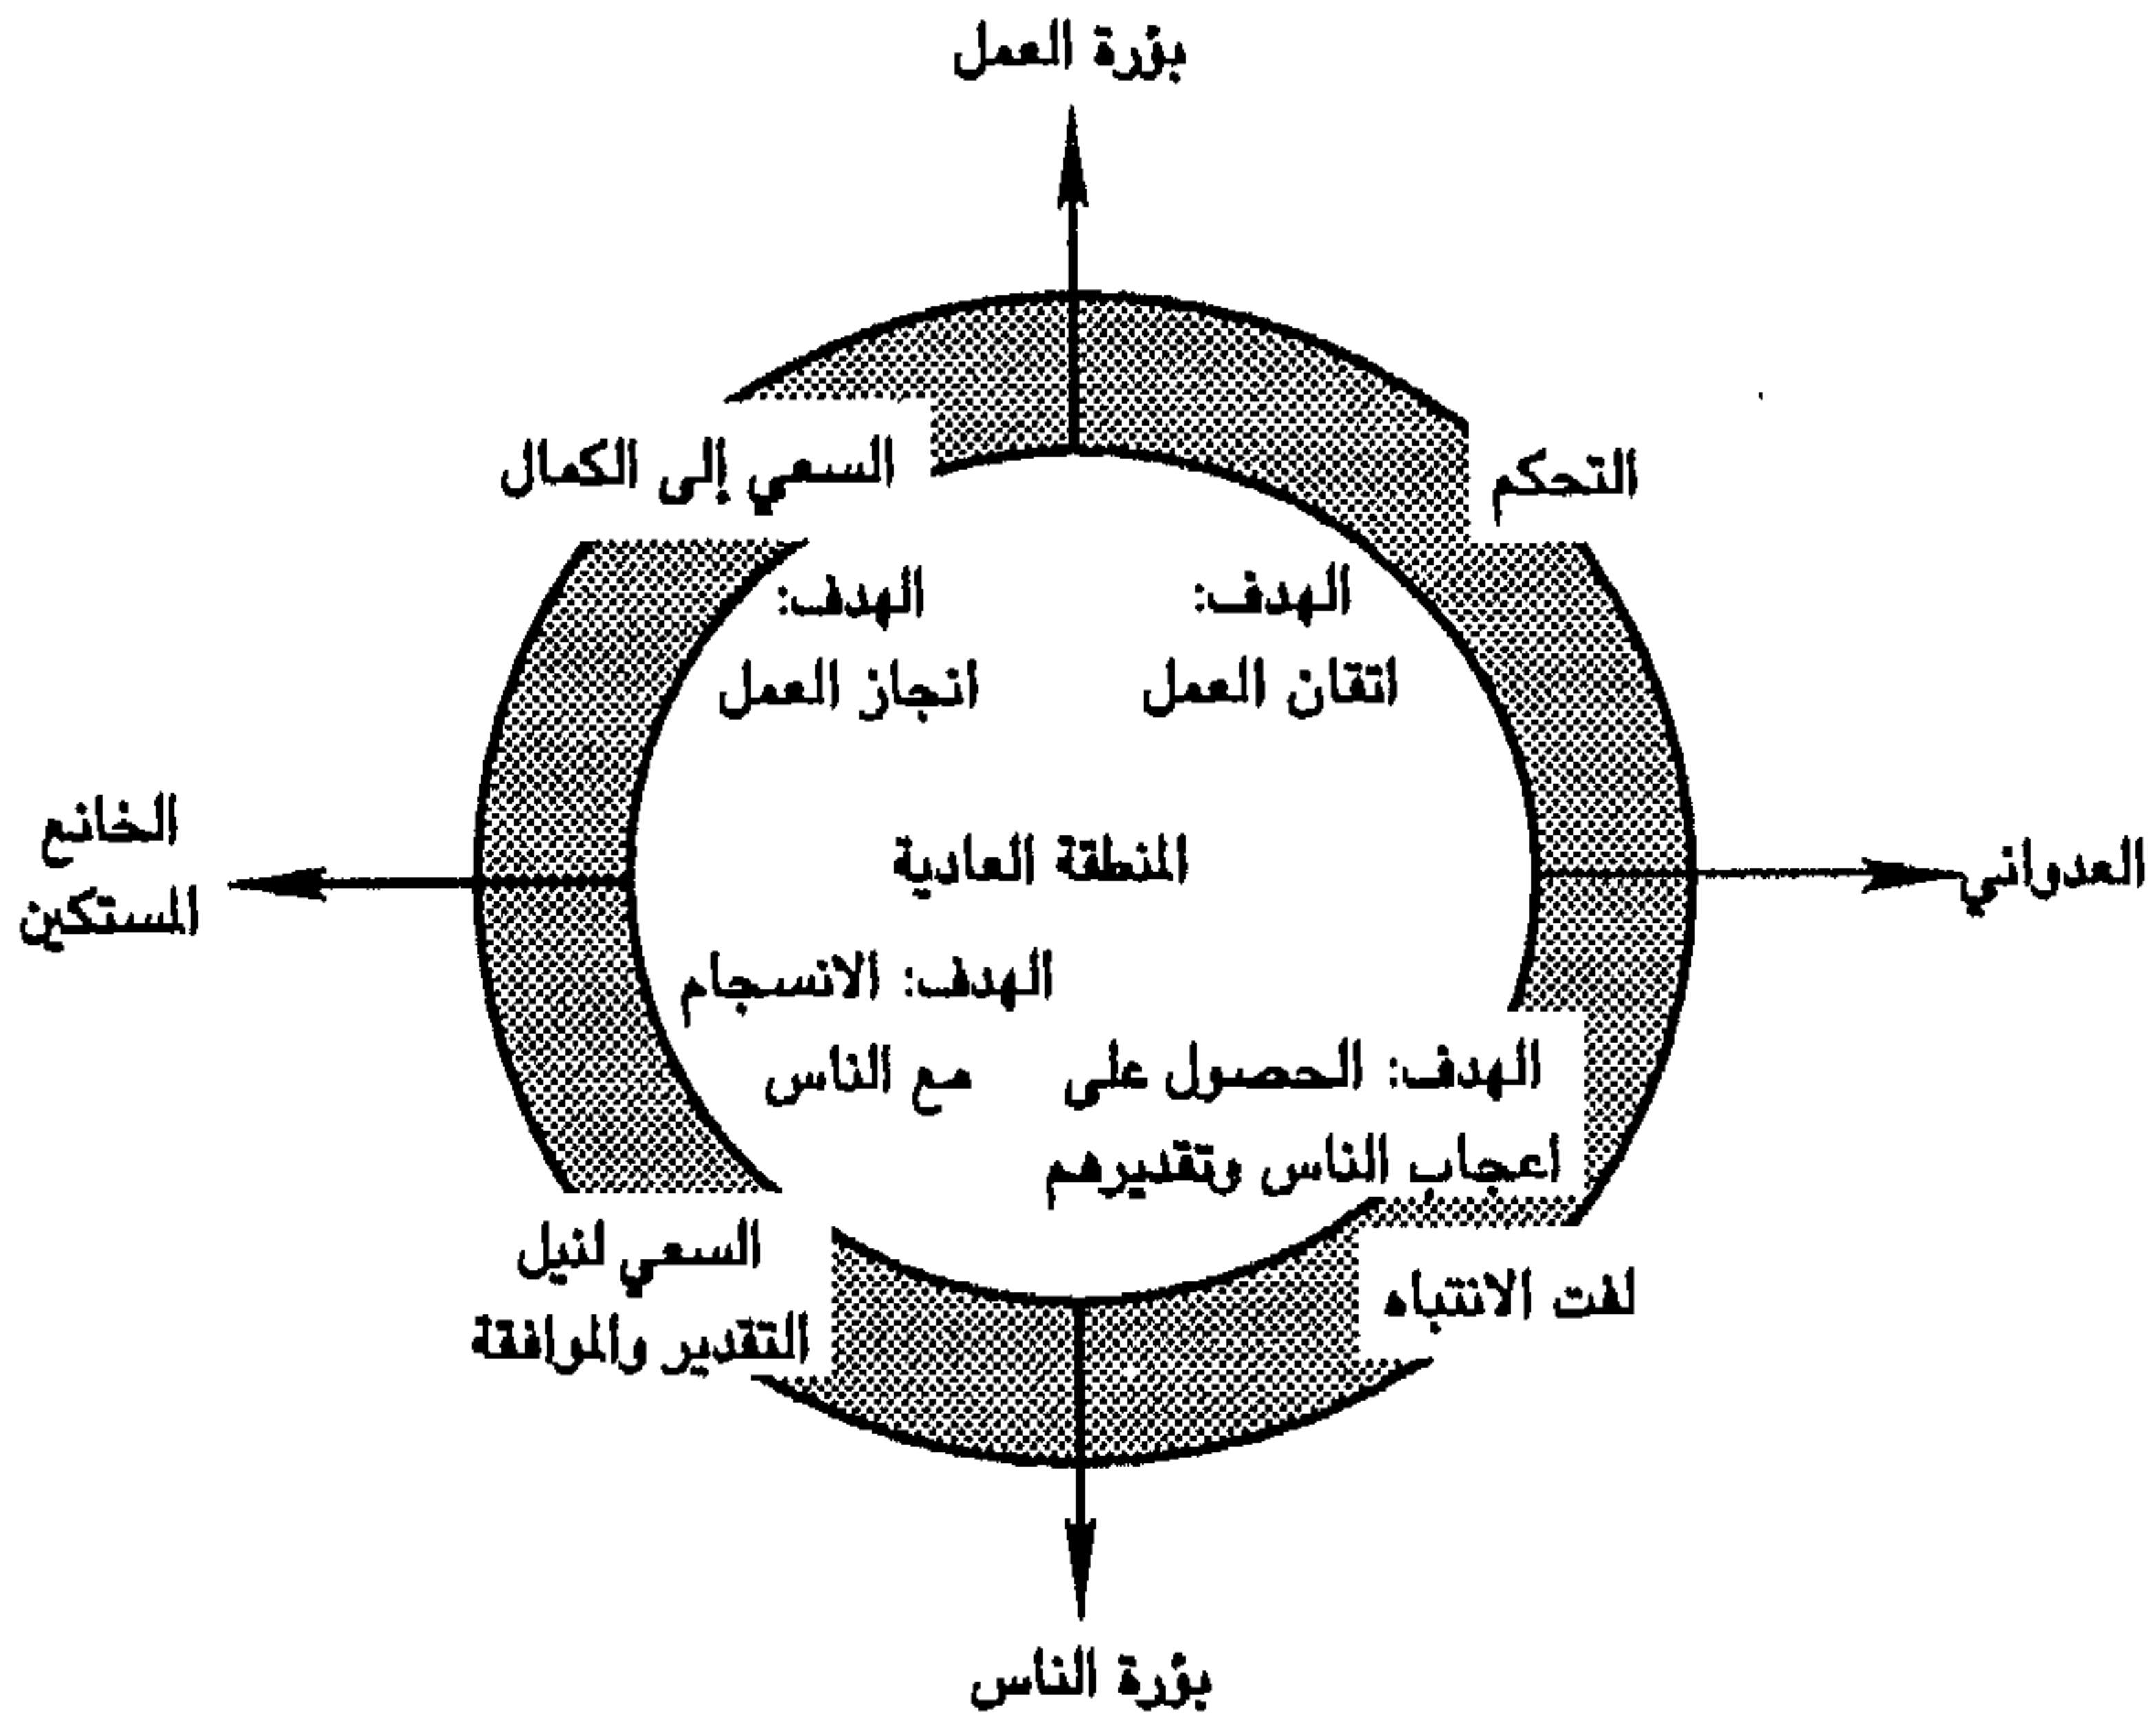 بؤرة العمل
التحكم
السعي إلى الكمال
الهدف:
اتقان العمل
الهدف:
انجاز العمل
العدواني
المنطقة العادية
الخانع
المستكين
الهدف: الانسجام
مع الناس
الهدف: الحصول على
اعجاب الناس وتقديرهم
لفت الانتباه
السعي لنيل
التقدير والموافقة
بؤرة الناس